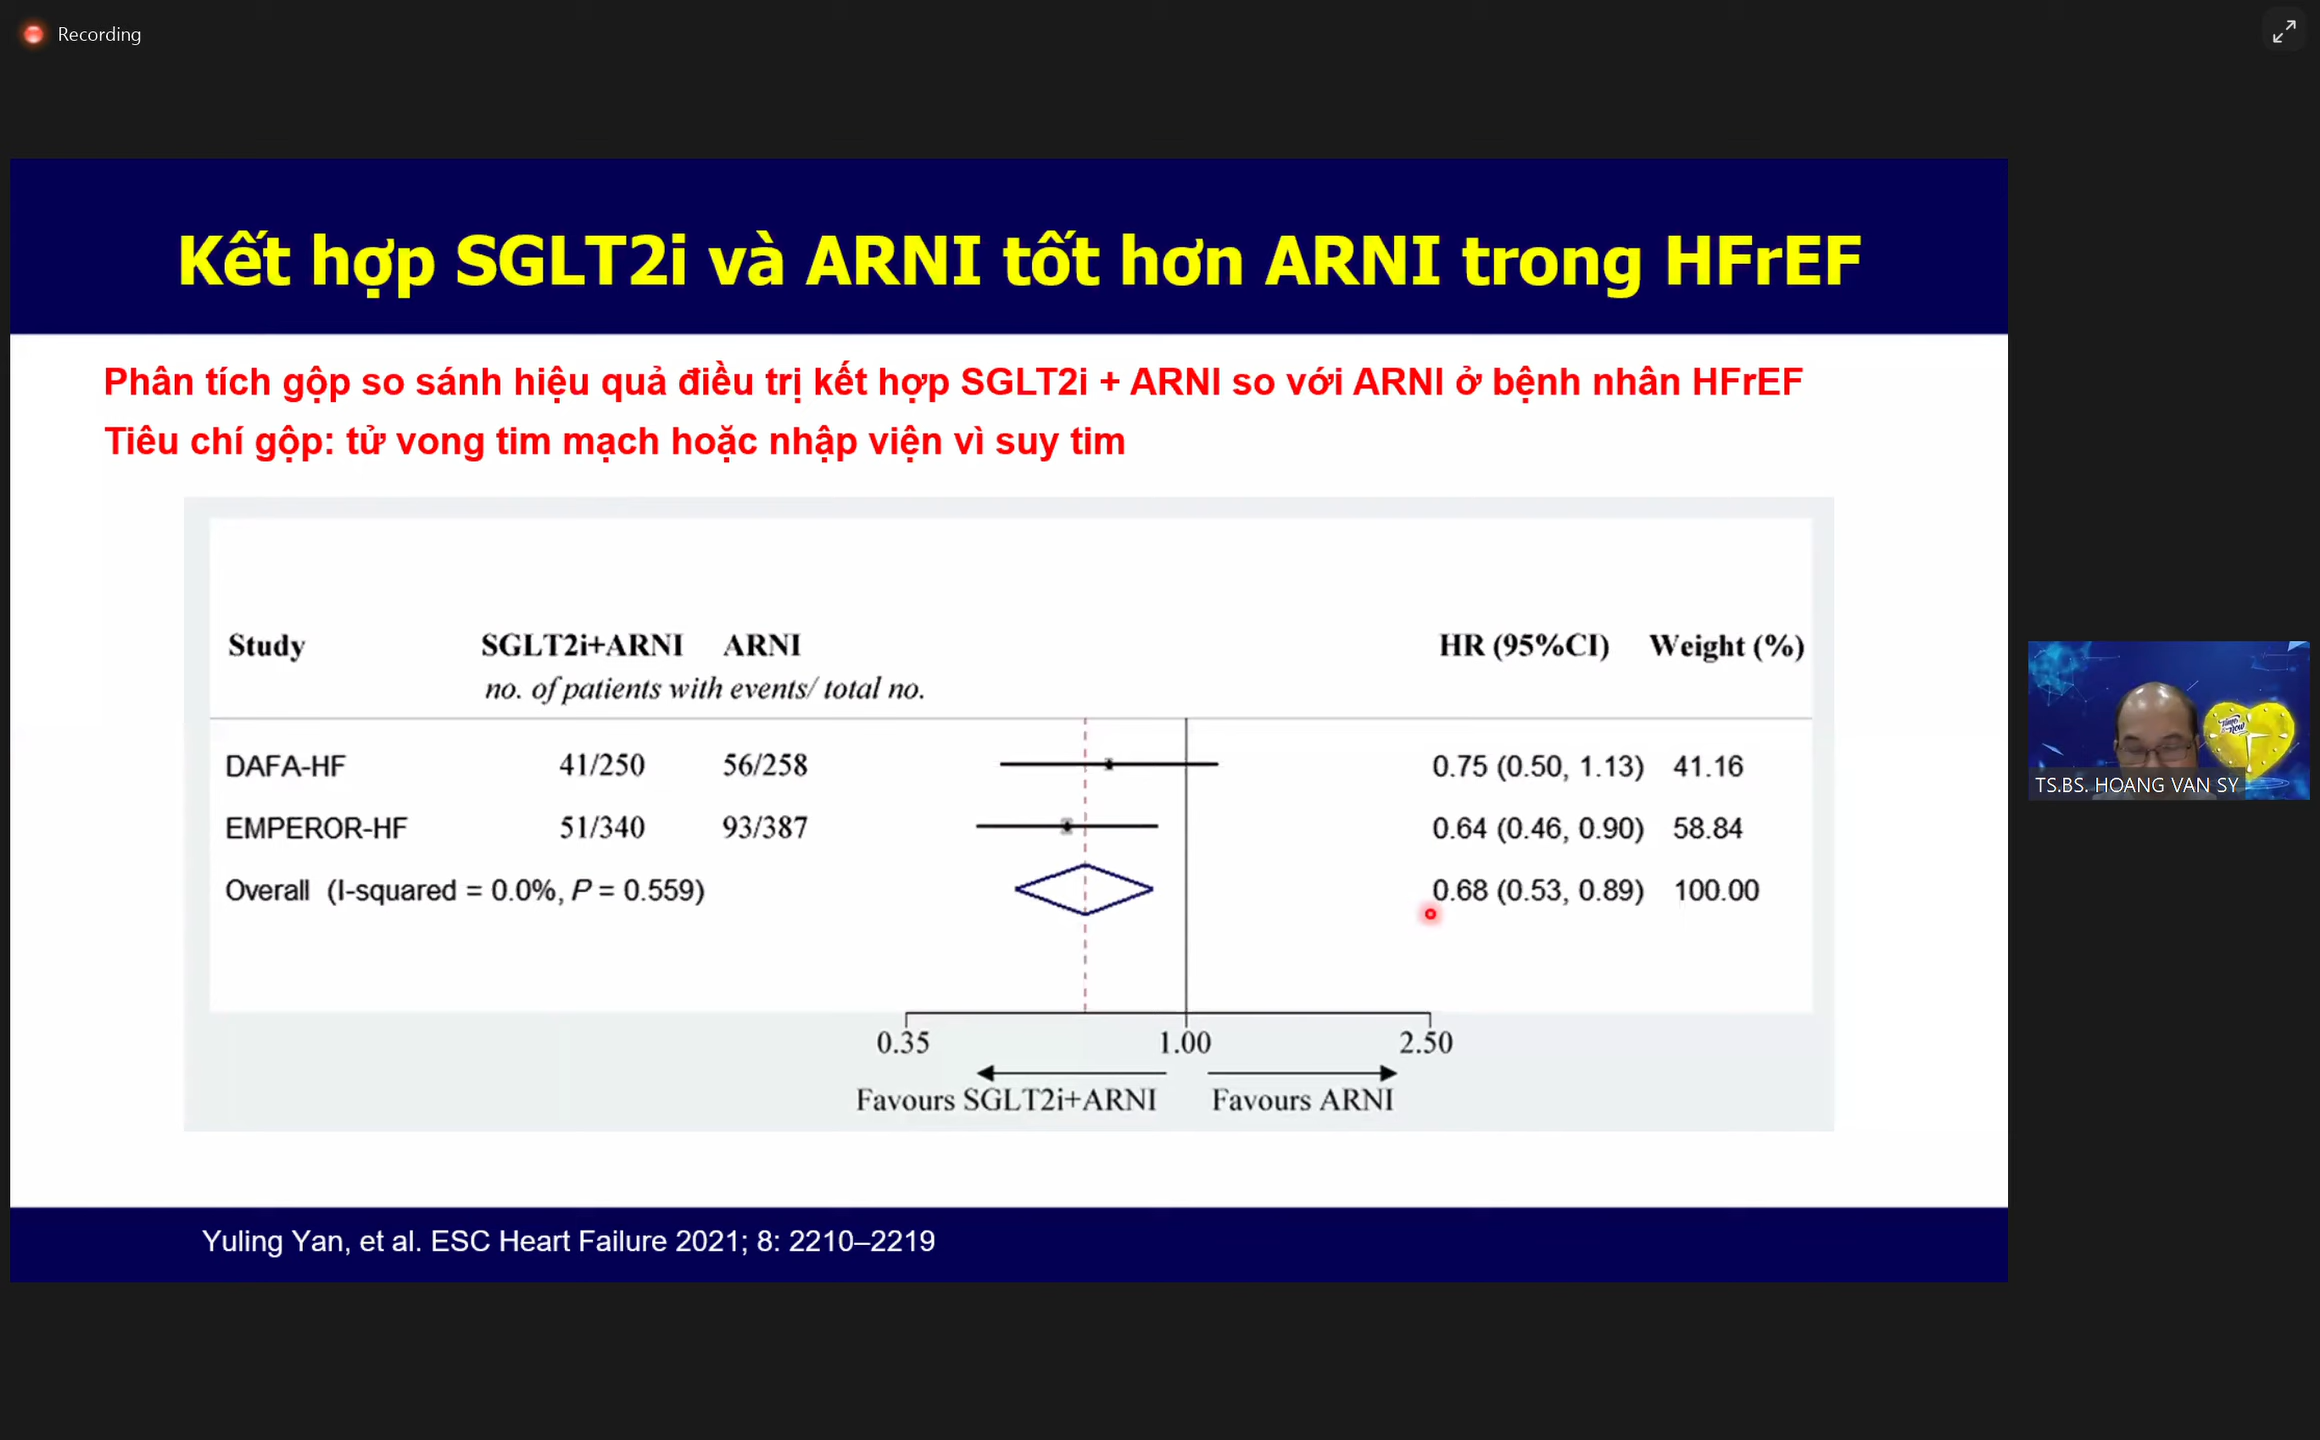 Recording
Kết hợp SGLT2i và ARNI tốt hơn ARNI trong HFrEF
Phân tích gộp so sánh hiệu quả điều trị kết hợp SGLT2i + ARNI so với ARNI ở bệnh nhân HFrEF
Tiêu chí gộp: tử vong tim mạch hoặc nhập viện vì suy tim
Study SGLT2i+ARNI ARNI HR (95%CI) Weight (%)
no. of patients with events/ total no.
DAFA-HF 41/250 56/258 0.75 (0.50, 1.13) 41.16
EMPEROR-HF 51/340 93/387 0.64 (0.46, 0.90) 58.84
Overall (I-squared = 0.0%, P = 0.559) 0.68 (0.53, 0.89) 100.00
0.35 1.00 2.50
Favours SGLT2i+ARNI Favours ARNI
Yuling Yan, et al. ESC Heart Failure 2021; 8: 2210–2219
TS.BS. HOANG VAN SY